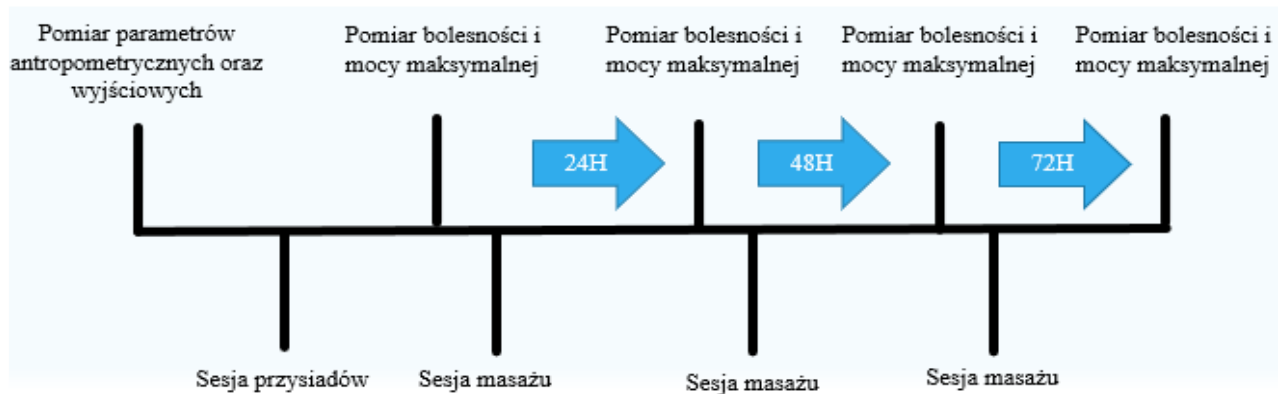 Pomiar parametrów
antropometrycznych oraz
wyjściowych
Pomiar bolesności i
mocy maksymalnej
Pomiar bolesności i
mocy maksymalnej
Pomiar bolesności i
mocy maksymalnej
Pomiar bolesności i
mocy maksymalnej
24H
48H
72H
Sesja przysiadów
Sesja masażu
Sesja masażu
Sesja masażu